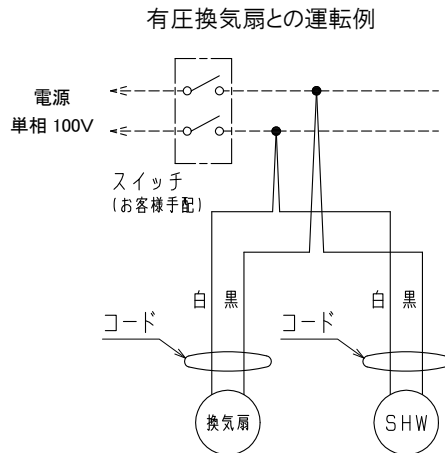 有圧換気扇との運転例
電源
単相 100V
スイッチ
(お客様手配)
白 黒 白 黒
コード コード
換気扇 SHW